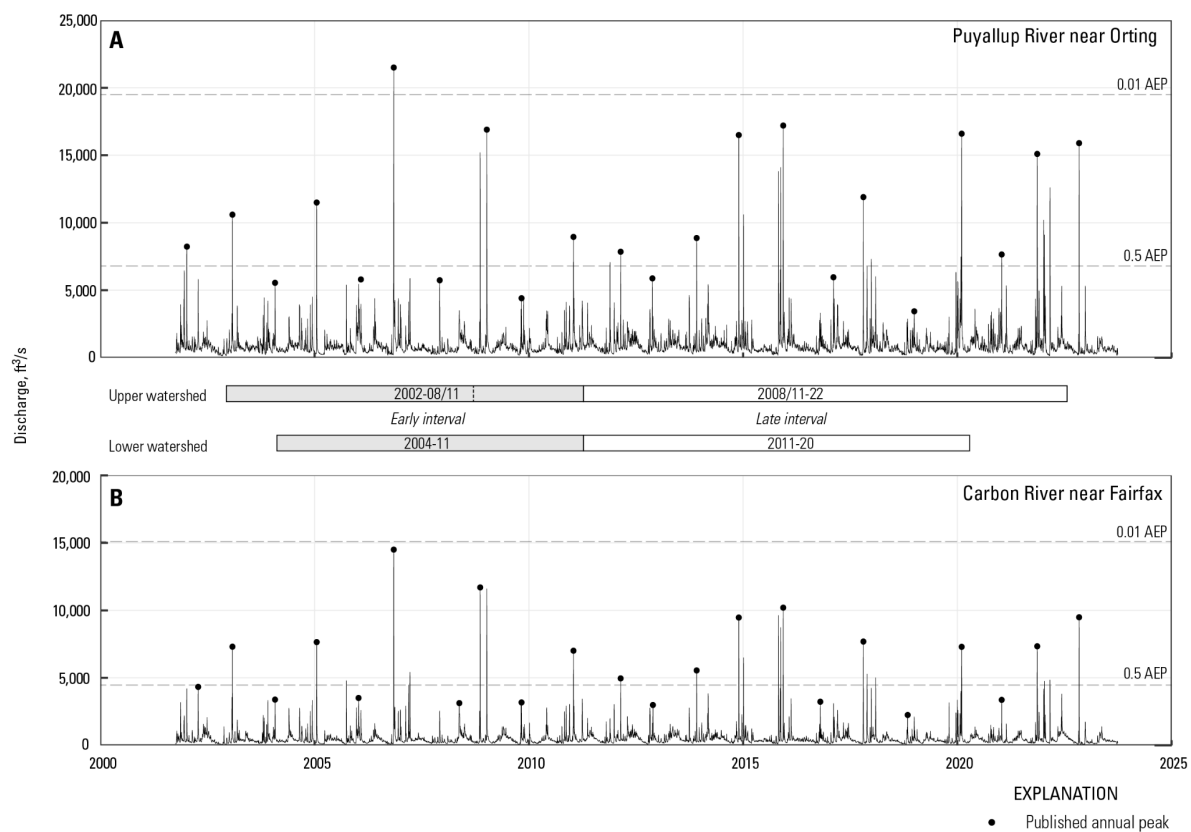 25,000
A
Puyallup River near Orting
20,000
0.01 AEP
15,000
10,000
0.5 AEP
5,000
0
Discharge, ft³/s
Upper watershed
2002-08/11
2008/11-22
Early interval
Late interval
Lower watershed
2004-11
2011-20
20,000
B
Carbon River near Fairfax
0.01 AEP
15,000
10,000
0.5 AEP
5,000
0
2000
2005
2010
2015
2020
2025
EXPLANATION
Published annual peak